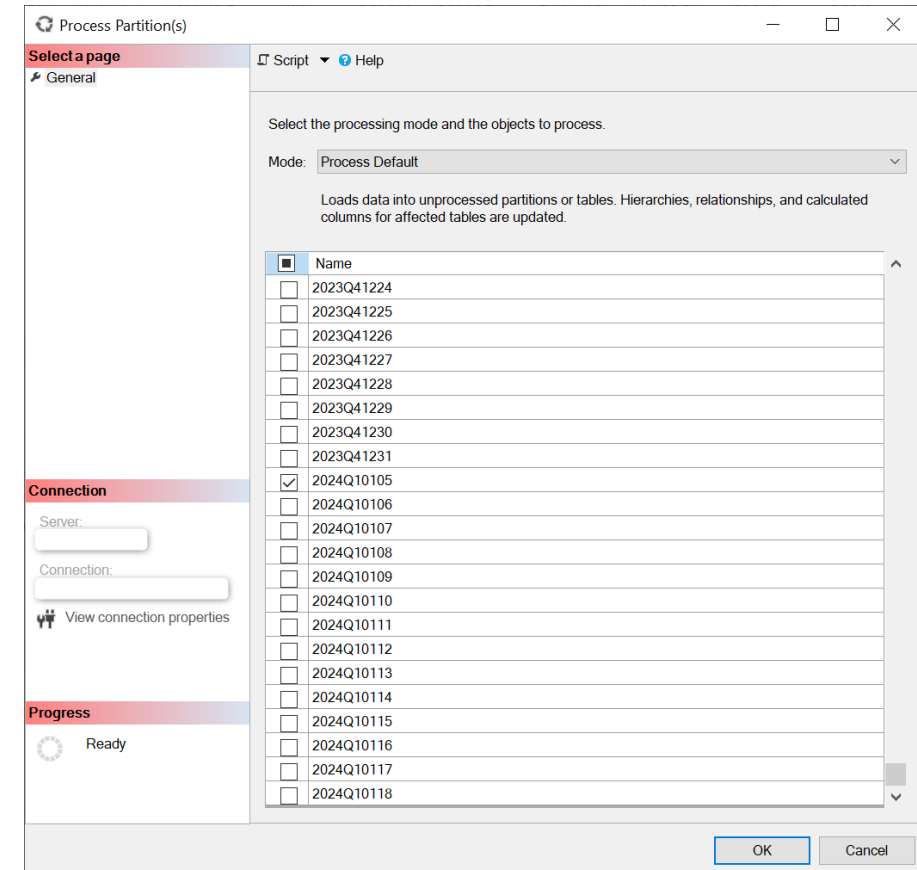 Process Partition(s)
Select a page
General
Script
Help
Select the processing mode and the objects to process.
Mode:
Process Default
Loads data into unprocessed partitions or tables. Hierarchies, relationships, and calculated
columns for affected tables are updated.
Name
2023Q41224
2023Q41225
2023Q41226
2023Q41227
2023Q41228
2023Q41229
2023Q41230
2023Q41231
2024Q10105
2024Q10106
2024Q10107
2024Q10108
2024Q10109
2024Q10110
2024Q10111
2024Q10112
2024Q10113
2024Q10114
2024Q10115
2024Q10116
2024Q10117
2024Q10118
Connection
Server:
Connection:
View connection properties
Progress
Ready
OK
Cancel